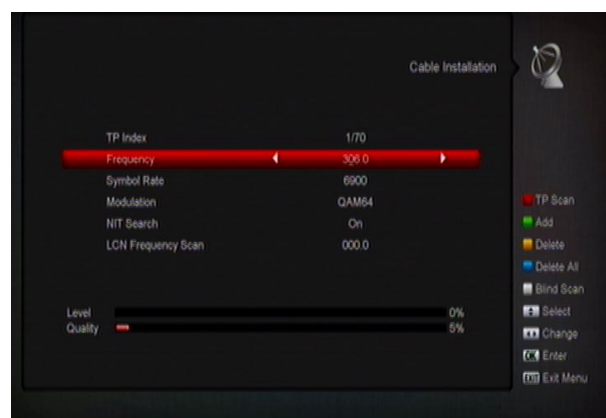 Cable Installation
TP Index 1/70
Frequency 306.0
Symbol Rate 6900
Modulation QAM64
NIT Search On
LCN Frequency Scan 000.0
Level 0%
Quality 5%
TP Scan
Add
Delete
Delete All
Blind Scan
Select
Change
OK Enter
Exit Menu